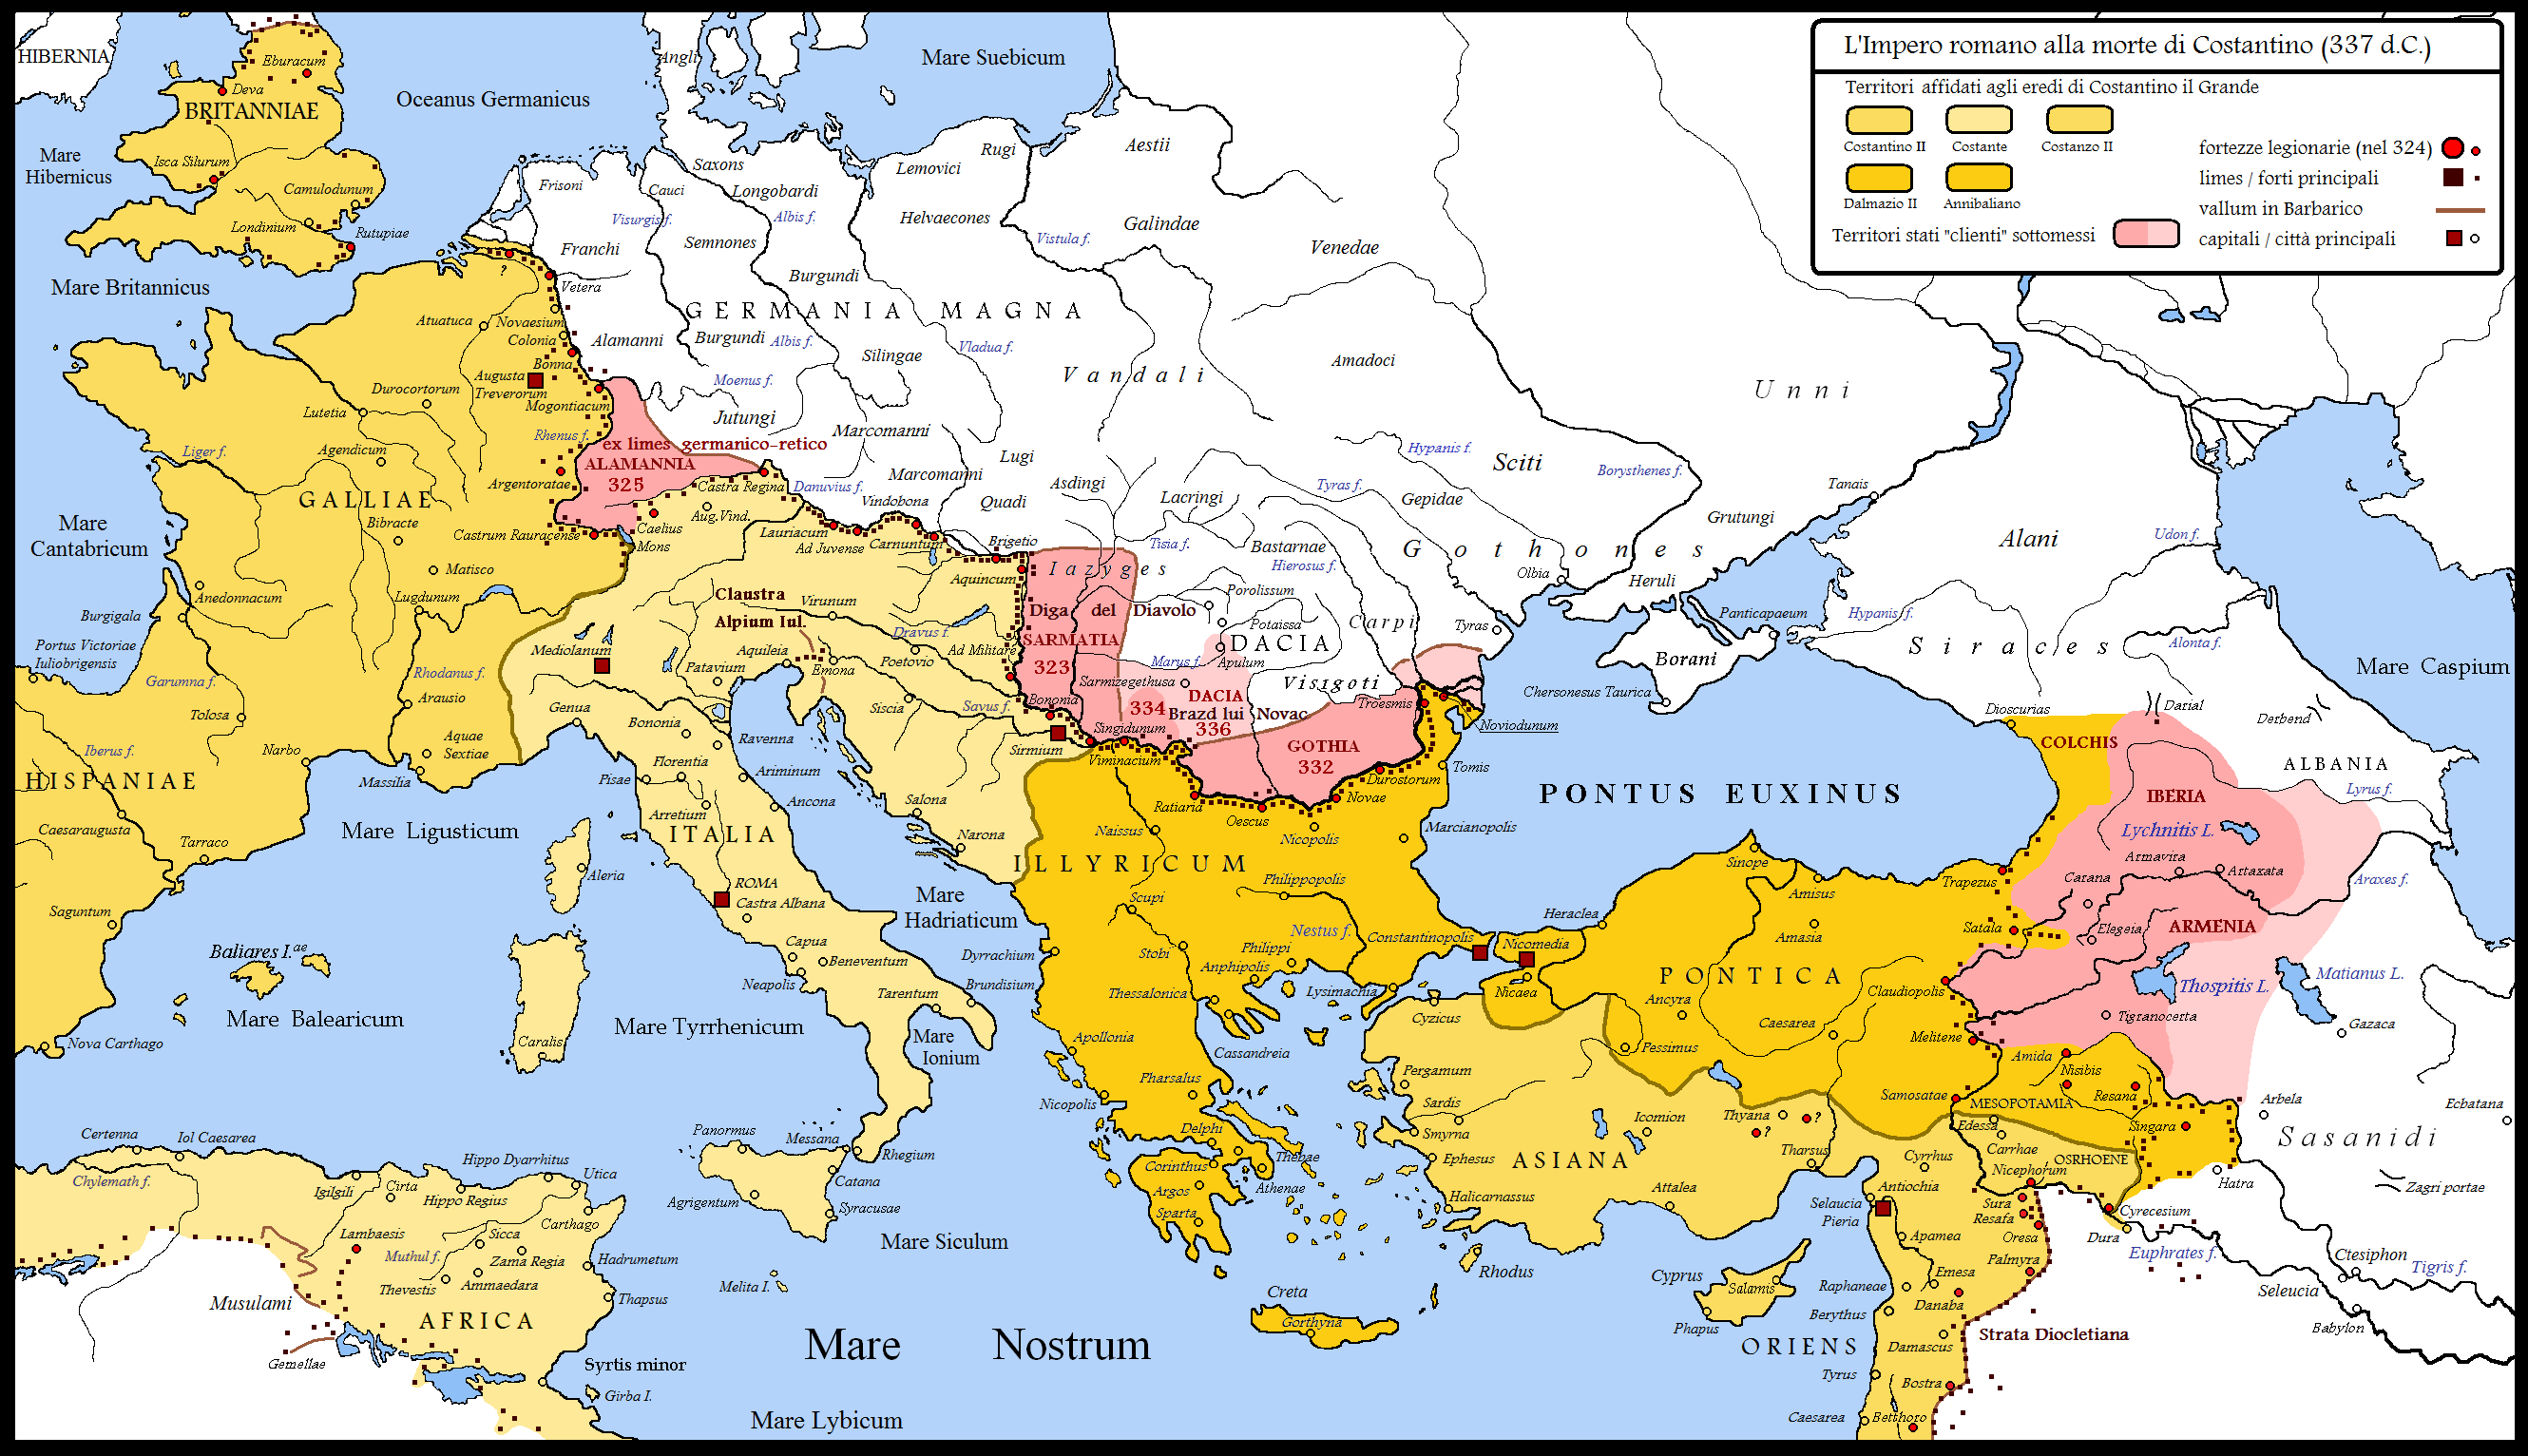 L'Impero romano alla morte di Costantino (337 d.C.)
Territori affidati agli eredi di Costantino il Grande
Costantino II
Costante
Costanzo II
Dalmazio II
Annibaliano
Territori stati "clienti" sottomessi
fortezze legionarie (nel 324)
limes / forti principali
vallum in Barbarico
capitali / città principali
HIBERNIA
Eburacum
Deva
BRITANNIAE
Mare
Hibernicus
Isca Silurum
Camulodunum
Londinium
Rutupiae
Mare Britannicus
Oceanus Germanicus
Mare Suebicum
Angli
Saxons
Frisoni
Cauci
Longobardi
Visurgis f.
Albis f.
Franchi
Semnones
Burgundi
Lemovici
Rugi
Aestii
Helvaecones
Galindae
Vistula f.
Venedae
?
Vetera
GERMANIA MAGNA
Atuatuca
Novaesium
Colonia
Bonna
Alamanni
Burgundi
Albis f.
Silingae
Vladua f.
Vandali
Amadoci
Unni
Augusta
Treverorum
Durocortorum
Mogontiacum
Moenus f.
Jutungi
Lutetia
Rhenus f.
ex limes germanico-retico
Marcomanni
ALAMANNIA
325
Liger f.
Agendicum
Argentoratae
Castra Regina
Danuvius f.
Marcomanni
Lugi
Quadi
Asdingi
Lacringi
Tyras f.
Hypanis f.
Sciti
Borysthenes f.
Gepidae
Grutungi
Tanais
GALLIAE
Bibracte
Castrum Rauracense
Caelius
Mons
Aug.Vind.
Vindobona
Lauriacum
Ad Juvense
Carnuntum
Brigetio
Mare
Cantabricum
Matisco
Anedonnacum
Lugdunum
Burgigala
Portus Victoriae
Iuliobrigensis
Garumna f.
Rhodanus f.
Arausio
Tolosa
Aquae
Sextiae
Narbo
Massilia
Iberus f.
HISPANIAE
Caesaraugusta
Tarraco
Saguntum
Nova Carthago
Baliares I.ae
Mare Balearicum
Mare Ligusticum
Claustra
Alpium Iul.
Virunum
Aquincum
Mediolanum
Patavium
Aquileia
Emona
Poetovio
Dravus f.
Ad Militare
Siscia
Savus f.
Genua
Bononia
Ravenna
Florentia
Pisae
Ariminum
Ancona
Arretium
ITALIA
ROMA
Castra Albana
Aleria
Caralis
Capua
Beneventum
Neapolis
Tarentum
Brundisium
Mare Tyrrhenicum
Mare
Hadriaticum
Mare
Ionium
Salona
Narona
Iazyges
Diga del Diavolo
SARMATIA
323
Bononia
Sirmium
Singidunum
Viminacium
Tisia f.
Bastarnae
Hierosus f.
Porolissum
Potaissa
DACIA
Marus f.
Apulum
Sarmizegethusa
DACIA
334
Brazd lui Novac
336
Carpi
Visigoti
Gothones
Olbia
Heruli
Tyras
Troesmis
Noviodunum
GOTHIA
332
Durostorum
Tomis
Ratiaria
Oescus
Novae
Nicopolis
Marcianopolis
Naissus
ILLYRICUM
Scupi
Philippopolis
Nestus f.
Stobi
Philippi
Anphipolis
Dyrrachium
Thessalonica
Apollonia
Cassandreia
Pharsalus
Nicopolis
Delphi
Thebae
Corinthus
Athenae
Argos
Sparta
Creta
Gorthyna
Panticapaeum
Borani
Chersonesus Taurica
Hypanis f.
Alani
Udon f.
Siraces
Alonta f.
Mare Caspium
Dioscurias
Darial
Derbend
COLCHIS
ALBANIA
Lyrus f.
IBERIA
Lychnitis L.
Armavira
Artaxata
Carana
Araxes f.
Elegeia
ARMENIA
Thospitis L.
Matianus L.
Tigranocerta
Gazaca
PONTUS EUXINUS
Sinope
Amisus
Trapezus
Satala
Amasia
Heraclea
Constantinopolis
Nicomedia
Nicaea
Lysimachia
Cyzicus
PONTICA
Ancyra
Caesarea
Claudiopolis
Melitene
Pessimus
Pergamum
Sardis
Smyrna
Ephesus
ASIANA
Icomion
Thyana
?
?
Tharsus
Halicarnassus
Attalea
Rhodus
Samosatae
Amida
Nisibis
Resana
MESOPOTAMIA
Edessa
Carrhae
Singara
OSRHOENE
Nicephorum
Cyrrhus
Antiochia
Selaucia
Pieria
Sura
Resafa
Oresa
Cyrecesium
Dura
Euphrates f.
Hatra
Arbela
Ecbatana
Sasanidi
Zagri portae
Ctesiphon
Tigris f.
Seleucia
Babylon
Apamea
Palmyra
Emesa
Raphaneae
Danaba
Berythus
Damascus
Strata Diocletiana
Cyprus
Salamis
Phapus
ORIENS
Tyrus
Bostra
Caesarea
Betthoro
Certenna
Iol Caesarea
Chylemath f.
Hippo Dyarrhitus
Utica
Igilgili
Cirta
Hippo Regius
Carthago
Lambaesis
Sicca
Muthul f.
Zama Regia
Hadrumetum
Thevestis
Ammaedara
Thapsus
Musulami
AFRICA
Gemellae
Syrtis minor
Girba I.
Panormus
Messana
Rhegium
Catana
Agrigentum
Syracusae
Mare Siculum
Melita I.
Mare Nostrum
Mare Lybicum